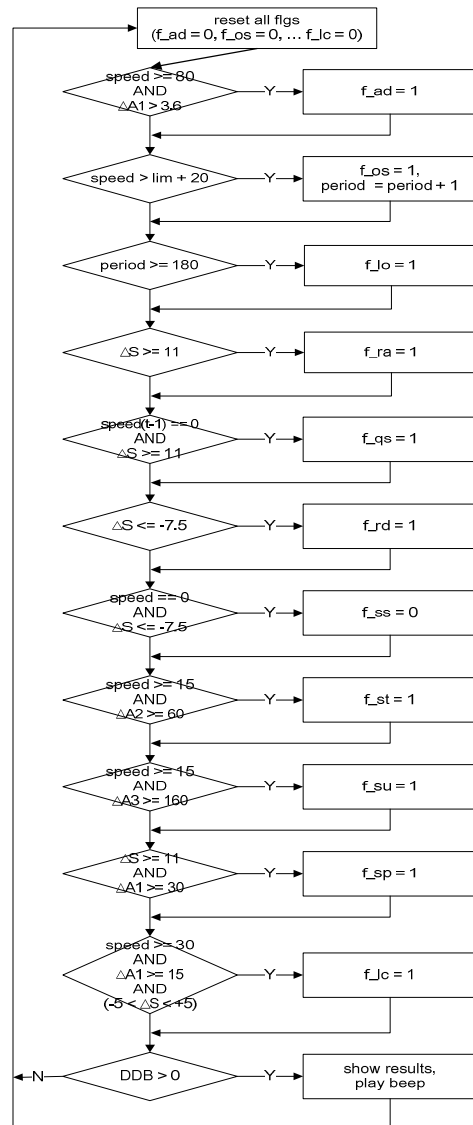 reset all flgs
(f_ad = 0, f_os = 0, ... f_lc = 0)
speed >= 80
AND
△A1 > 3.6
Y
f_ad = 1
speed > lim + 20
Y
f_os = 1,
period = period + 1
period >= 180
Y
f_lo = 1
△S >= 11
Y
f_ra = 1
speed(t-1) == 0
AND
△S >= 11
Y
f_qs = 1
△S <= -7.5
Y
f_rd = 1
speed == 0
AND
△S <= -7.5
Y
f_ss = 0
speed >= 15
AND
△A2 >= 60
Y
f_st = 1
speed >= 15
AND
△A3 >= 160
Y
f_su = 1
△S >= 11
AND
△A1 >= 30
Y
f_sp = 1
speed >= 30
AND
△A1 >= 15
AND
(-5 < △S < +5)
Y
f_lc = 1
N
DDB > 0
Y
show results,
play beep